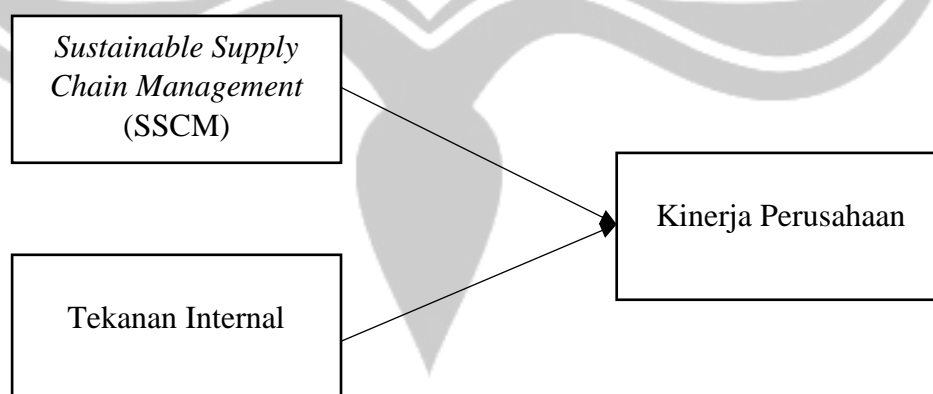 Sustainable Supply
Chain Management
(SSCM)
Kinerja Perusahaan
Tekanan Internal